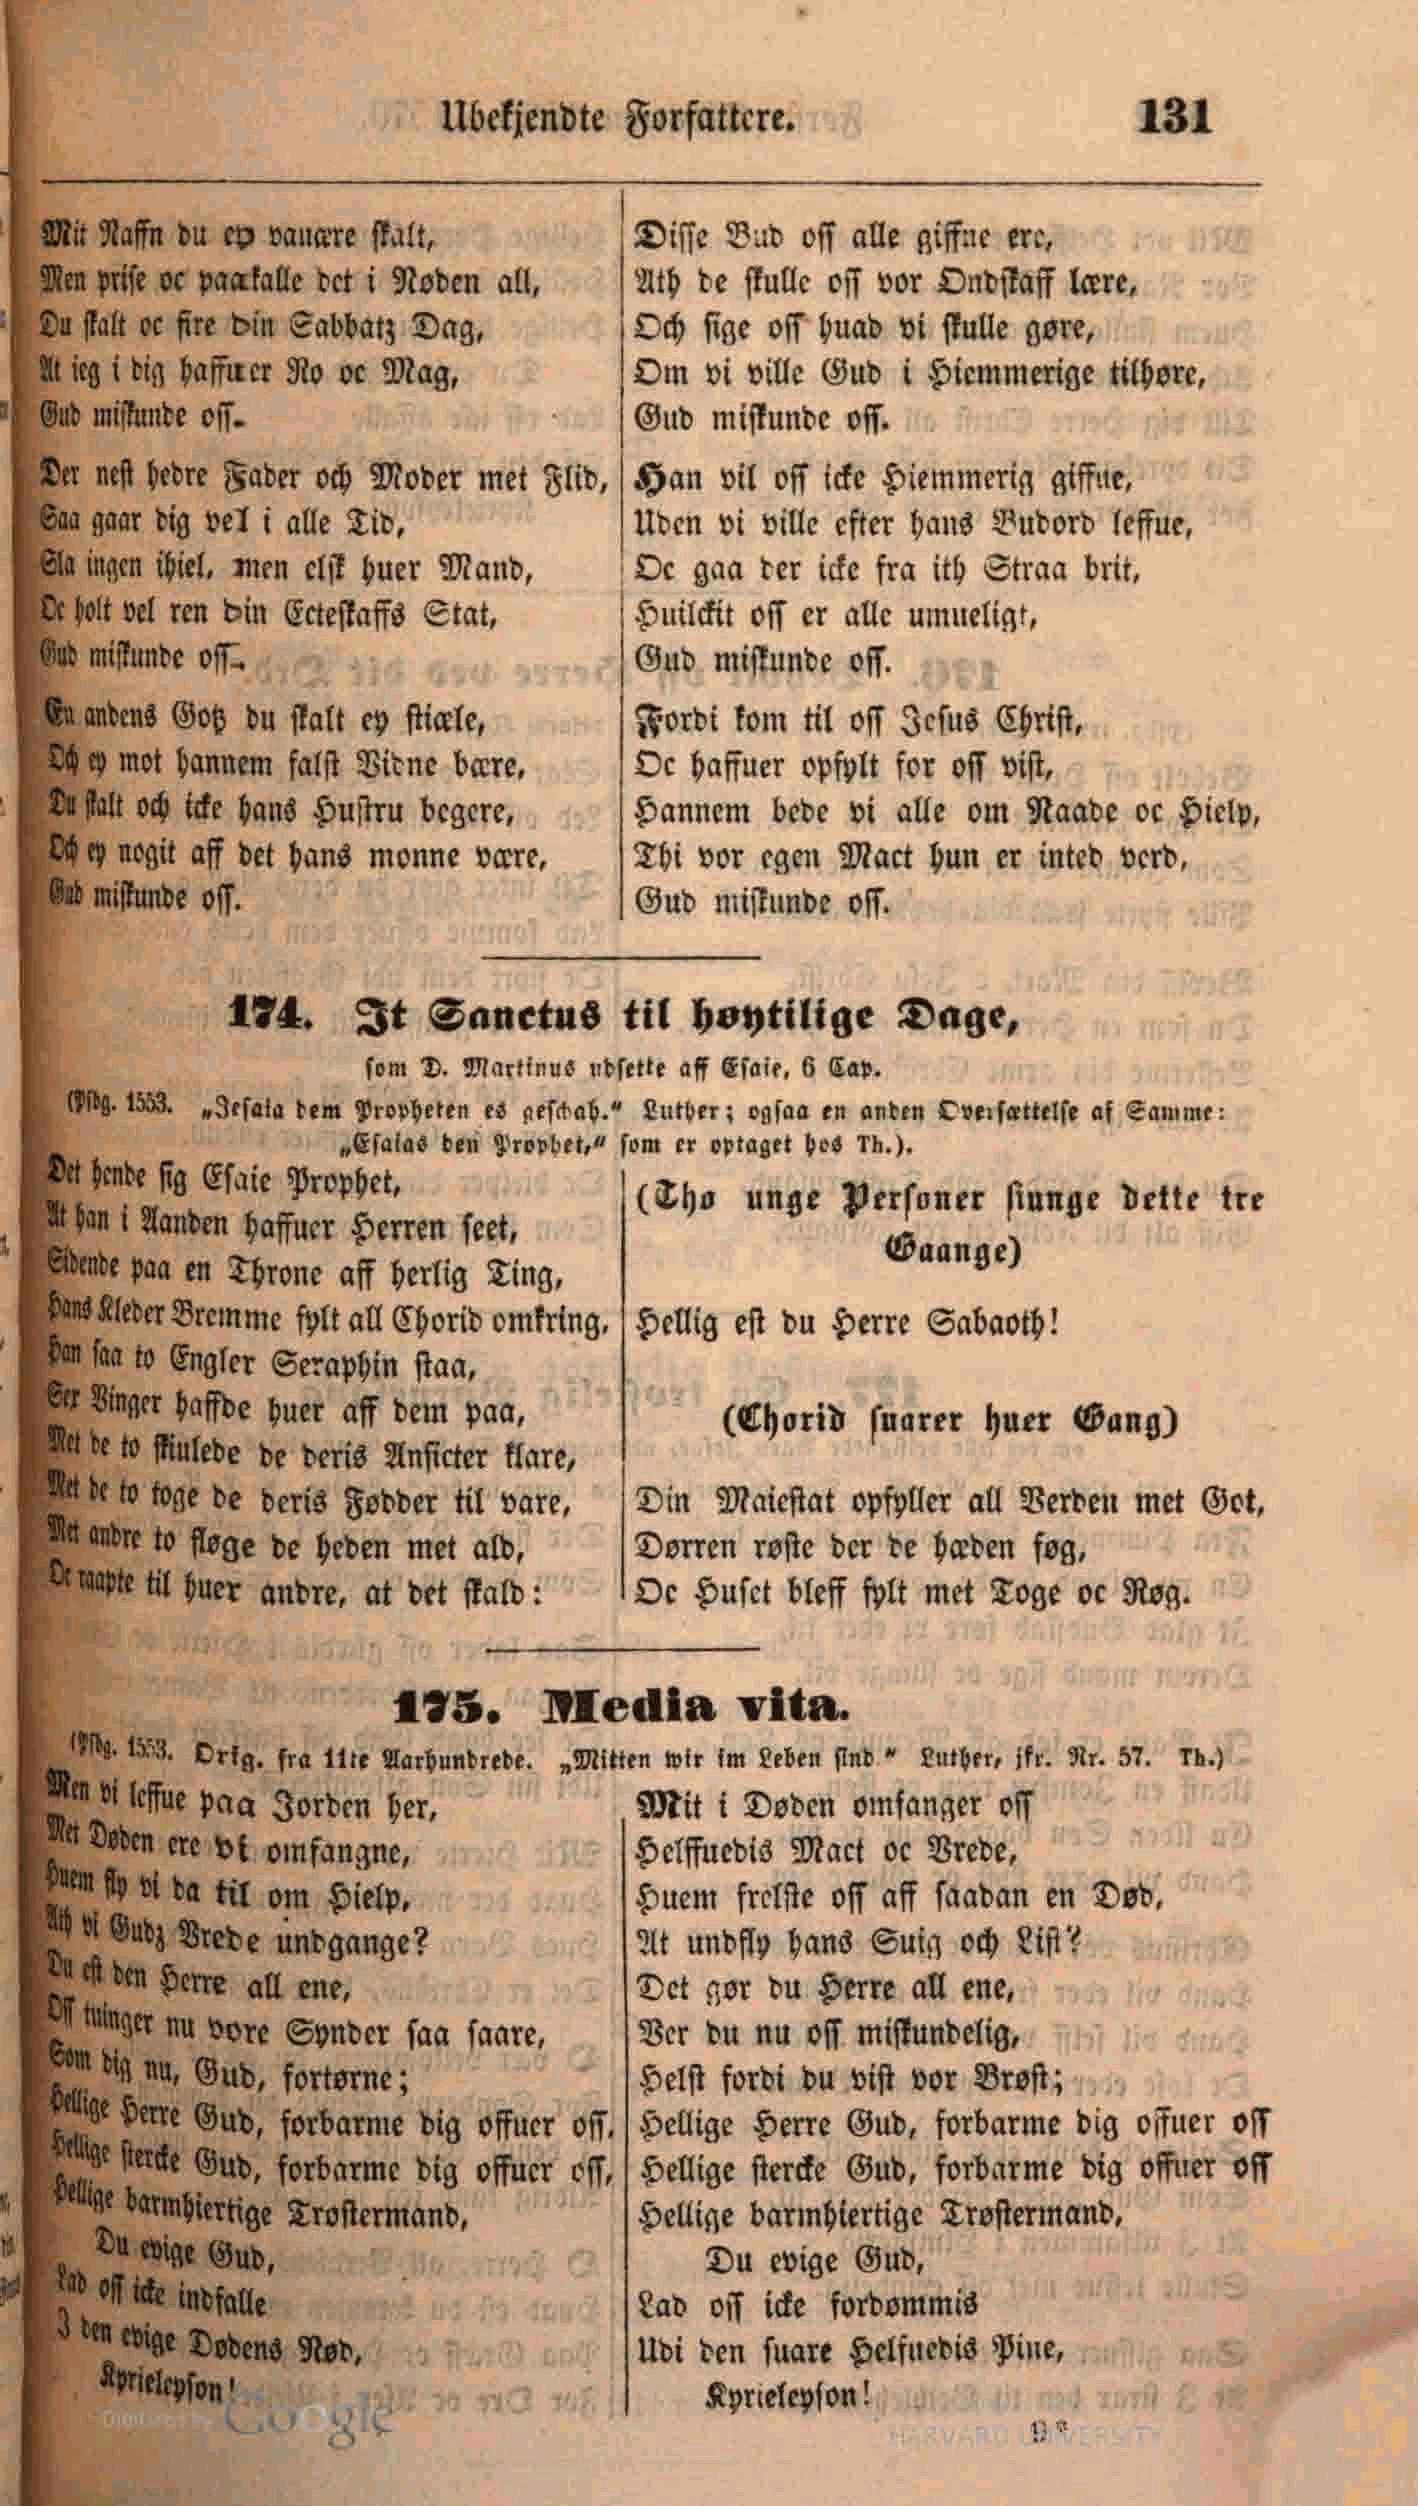 Ubekjendte Forfattere.
131
Mit Naffn du ey vanære skalt,
Men prise oc paakalle det i Nøden all,
Du skalt oc fire din Sabbatz Dag,
At ieg i dig haffuer Ro oc Mag,
Gud miskunde oss.
Der nest hedre Fader och Moder met Flid,
Saa gaar dig vel i alle Tid,
Sla ingen ihiel, men elsk huer Mand,
Oc holt vel ren din Ecteskaffs Stat,
Gud miskunde oss.
En andens Gotz du skalt ey stiæle,
Och ey mot hannem falst Vidne bære,
Du skalt och icke hans Hustru begere,
Och ey nogit aff det hans monne være,
Gud miskunde oss.
Disse Bud oss alle giffne ere,
Ath de skulle oss vor Ondskaff lære,
Och sige oss huad vi skulle gøre,
Om vi ville Gud i Hiemmerige tilhøre,
Gud miskunde oss.
Han vil oss icke Hiemmerig giffue,
Uden vi ville efter hans Budord leffue,
Oc gaa der icke fra ith Straa brit,
Huilckit oss er alle umueligt,
Gud miskunde oss.
Fordi kom til oss Jesus Christ,
Oc haffuer opfylt for oss vist,
Hannem bede vi alle om Naade oc Hielp,
Thi vor egen Mact hun er inted verd,
Gud miskunde oss.
174. It Sanctus til høytilige Dage,
som D. Martinus udsette aff Esaie, 6 Cap.
(Psbg. 1553. „Jesaia dem Propheten es geschah.“ Luther; ogsaa en anden Oversættelse af Samme:
„Esaias den Prophet,“ som er optaget hos Th.).
Det hende sig Esaie Prophet,
At han i Aanden haffuer Herren seet,
Sidende paa en Throne aff herlig Ting,
Hans Kleder Bremme fylt all Chorid omkring,
Han saa to Engler Seraphin staa,
Sex Vinger haffde huer aff dem paa,
Met de to skiulede de deris Ansicter klare,
Met de to toge de deris Fødder til vare,
Met andre to fløge de heden met ald,
Oc raapte til huer andre, at det skald:
(Tho unge Personer siunge dette tre
Gaange)
Hellig est du Herre Sabaoth!
(Chorid suarer huer Gang)
Din Maiestat opfyller all Verden met Got,
Dørren røste der de hæden føg,
Oc Huset bleff fylt met Toge oc Røg.
175. Media vita.
(Psbg. 1553. Orig. fra 11te Aarhundrede. „Mitten wir im Leben sind.“ Luther, jfr. Nr. 57. Th.)
Men vi leffue paa Jorden her,
Met Døden ere vi omfangne,
Huem fly vi da til om Hielp,
Ath vi Gudz Vrede undgange?
Du est den Herre all ene,
Oss tuinger nu vore Synder saa saare,
Som dig nu, Gud, fortørne;
Hellige Herre Gud, forbarme dig offuer oss,
Hellige stercke Gud, forbarme dig offuer oss,
Hellige barmhiertige Trøstermand,
Du evige Gud,
Lad oss icke indfalle
I den evige Dødens Nød,
Kyrieleyson!
Mit i Døden omfanger oss
Helffuedis Mact oc Vrede,
Huem frelste oss aff saadan en Død,
At undfly hans Suig och List?
Det gør du Herre all ene,
Ver du nu oss miskundelig,
Helst fordi du vist vor Brøst;
Hellige Herre Gud, forbarme dig offuer oss
Hellige stercke Gud, forbarme dig offuer oss
Hellige barmhiertige Trøstermand,
Du evige Gud,
Lad oss icke fordømmis
Udi den suare Helfuedis Pine,
Kyrieleyson!
9*
Digitized by Google
HARVARD UNIVERSITY